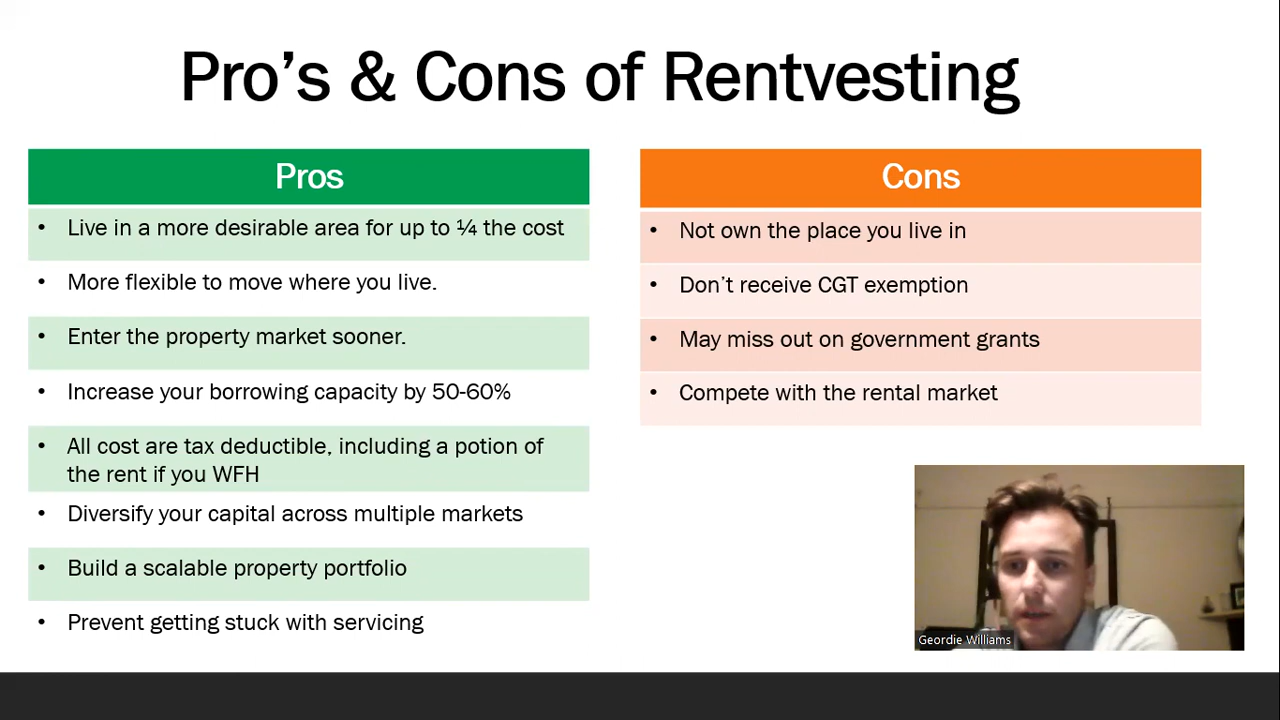 Pro’s & Cons of Rentvesting
Pros
• Live in a more desirable area for up to ¼ the cost
• More flexible to move where you live.
• Enter the property market sooner.
• Increase your borrowing capacity by 50-60%
• All cost are tax deductible, including a potion of
the rent if you WFH
• Diversify your capital across multiple markets
• Build a scalable property portfolio
• Prevent getting stuck with servicing
Cons
• Not own the place you live in
• Don’t receive CGT exemption
• May miss out on government grants
• Compete with the rental market
Geordie Williams